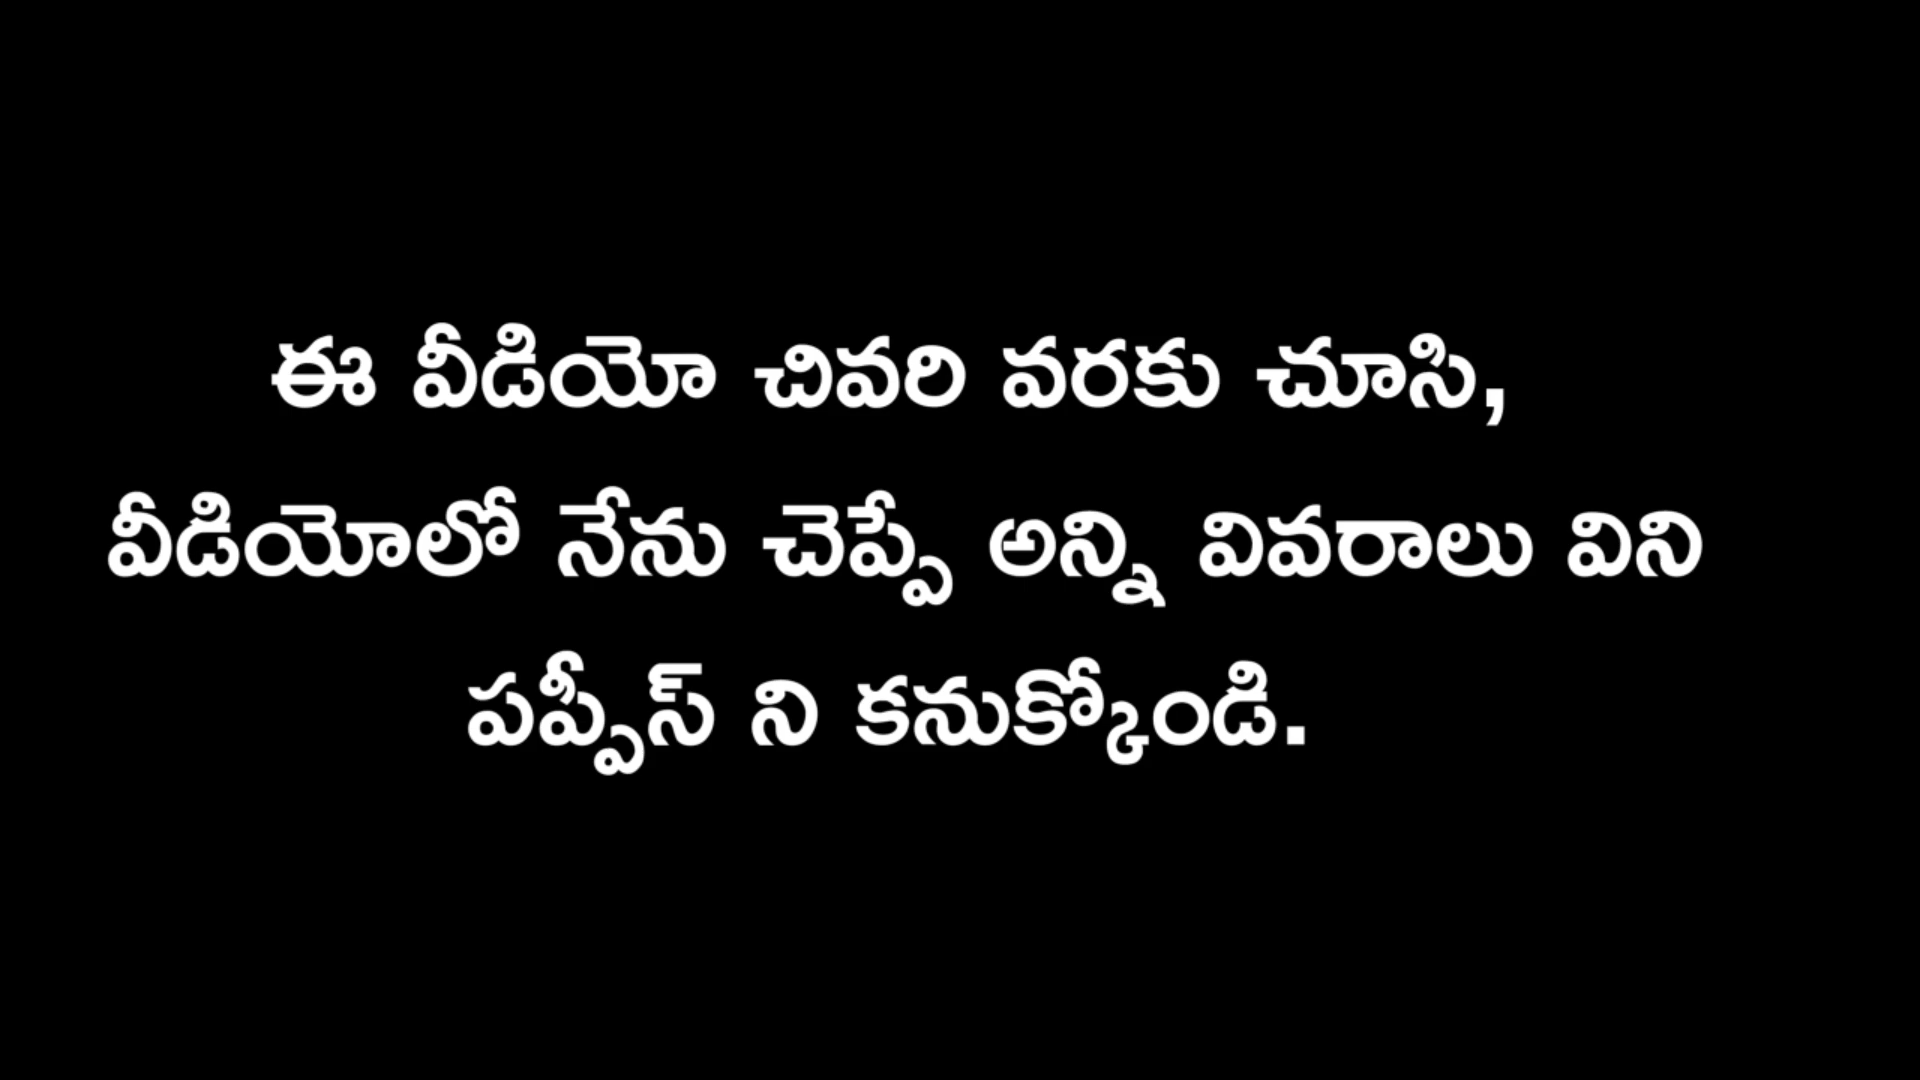 ఈ వీడియో చివరి వరకు చూసి,
వీడియోలో నేను చెప్పే అన్ని వివరాలు విని
పప్పీస్ ని కనుక్కోండి.